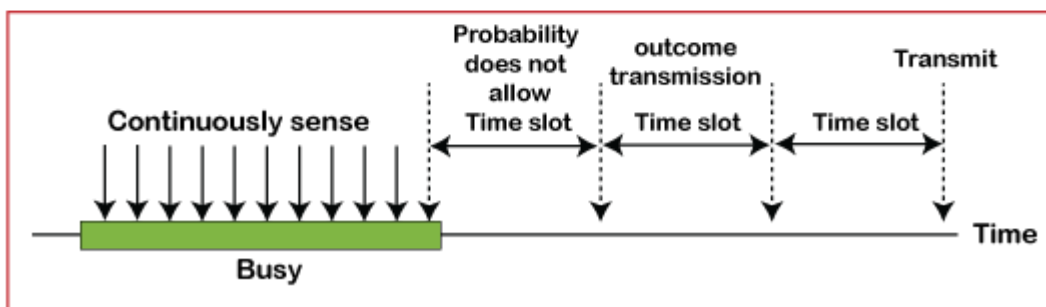 Probability
does not
allow
Time slot
outcome
transmission
Time slot
Transmit
Time slot
Continuously sense
Busy
Time